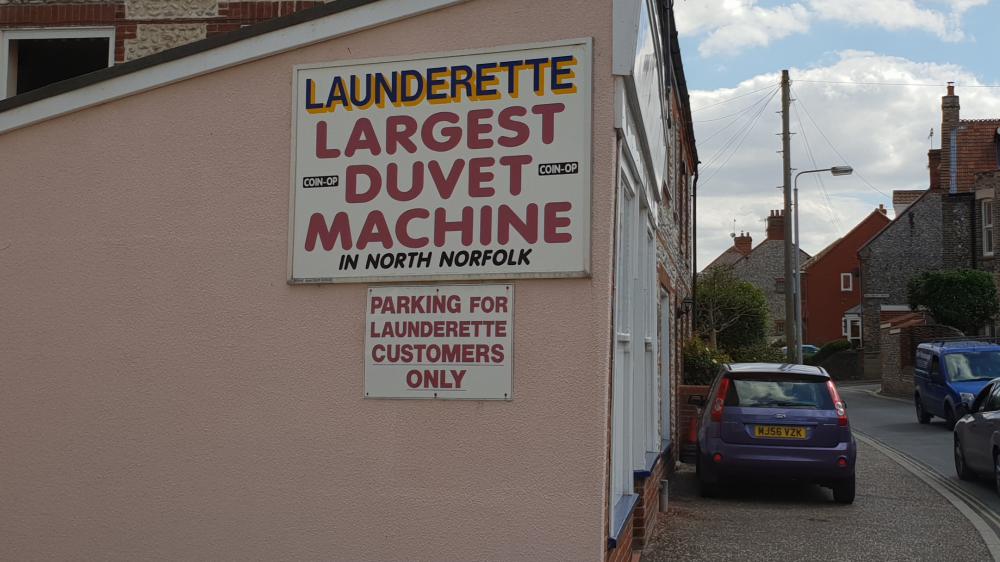 LAUNDERETTE
LARGEST
COIN-OP DUVET COIN-OP
MACHINE
IN NORTH NORFOLK
PARKING FOR
LAUNDERETTE
CUSTOMERS
ONLY
MJ56 VZK